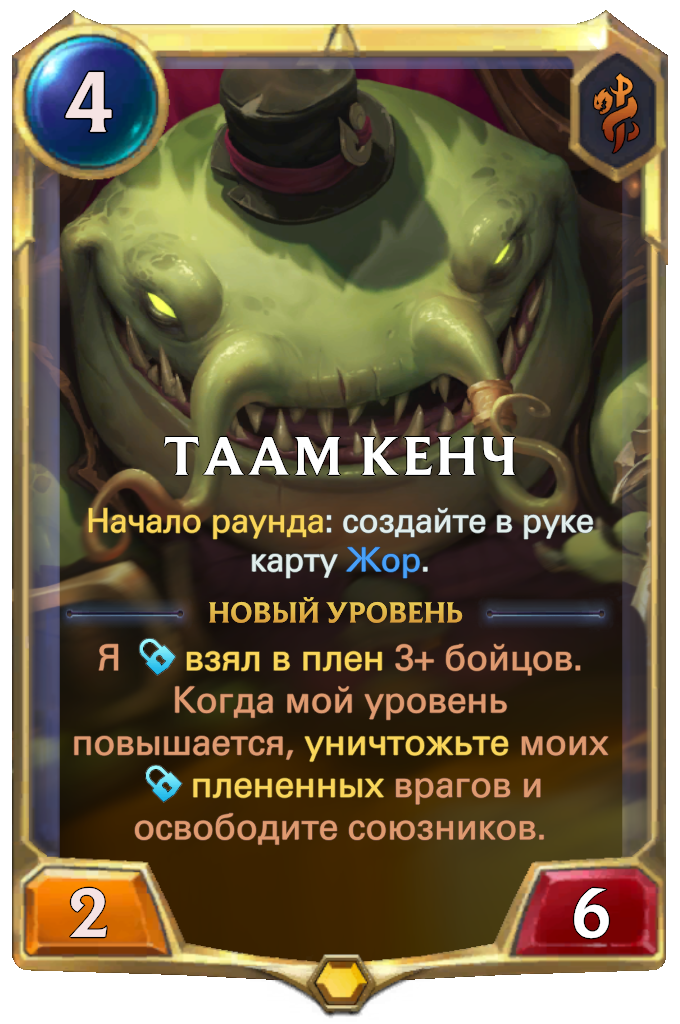 4
ТААМ КЕНЧ
Начало раунда: создайте в руке
карту Жор.
НОВЫЙ УРОВЕНЬ
Я взял в плен 3+ бойцов.
Когда мой уровень
повышается, уничтожьте моих
плененных врагов и
освободите союзников.
2
6